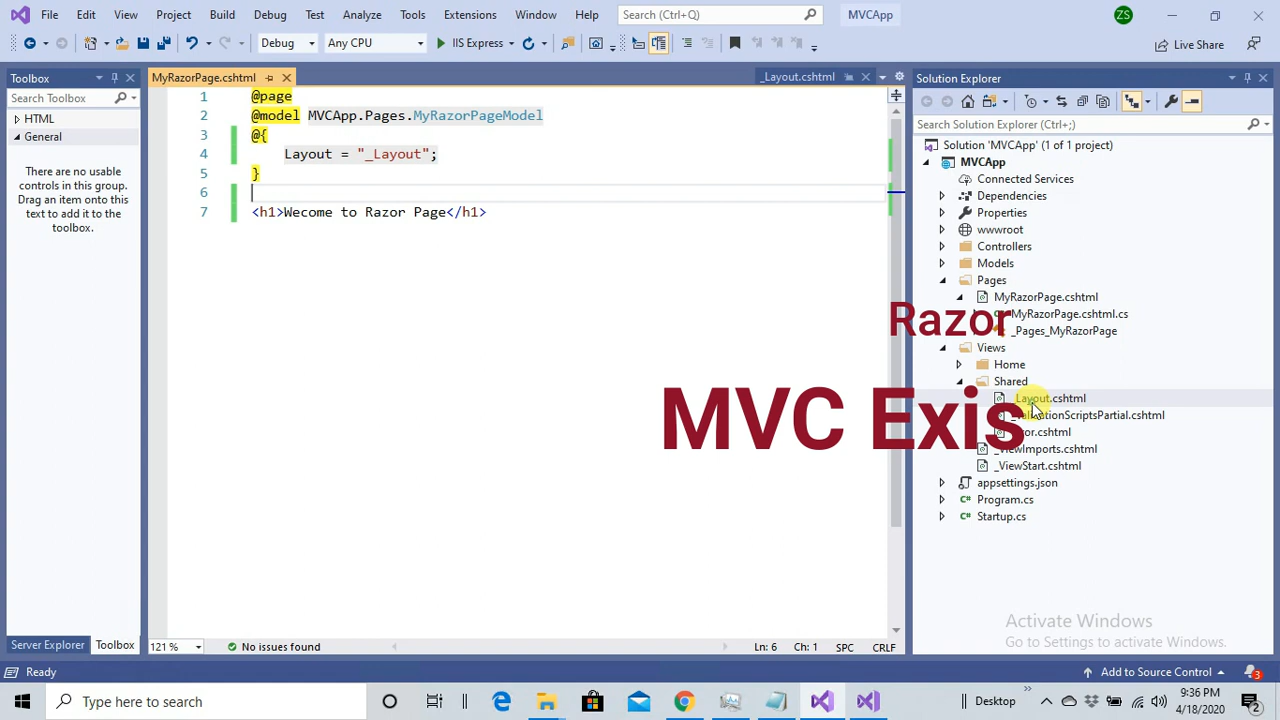 File Edit View Project Build Debug Test Analyze Tools Extensions Window Help Search (Ctrl+Q) MVCApp ZS
Debug Any CPU IIS Express Live Share
Toolbox
Search Toolbox
HTML
General
There are no usable
controls in this group.
Drag an item onto this
text to add it to the
toolbox.
Server Explorer Toolbox
MyRazorPage.cshtml _Layout.cshtml
1 @page
2 @model MVCApp.Pages.MyRazorPageModel
3 @{
4 Layout = "_Layout";
5 }
6
7 <h1>Wecome to Razor Page</h1>
Razor
MVC Exis
121 % No issues found Ln: 6 Ch: 1 SPC CRLF
Solution Explorer
Search Solution Explorer (Ctrl+;)
Solution 'MVCApp' (1 of 1 project)
MVCApp
Connected Services
Dependencies
Properties
wwwroot
Controllers
Models
Pages
MyRazorPage.cshtml
MyRazorPage.cshtml.cs
_Pages_MyRazorPage
Views
Home
Shared
_Layout.cshtml
_ValidationScriptsPartial.cshtml
Error.cshtml
_ViewImports.cshtml
_ViewStart.cshtml
appsettings.json
C# Program.cs
C# Startup.cs
Activate Windows
Go to Settings to activate Windows.
Ready Add to Source Control 3
Type here to search Desktop 9:36 PM
4/18/2020 2